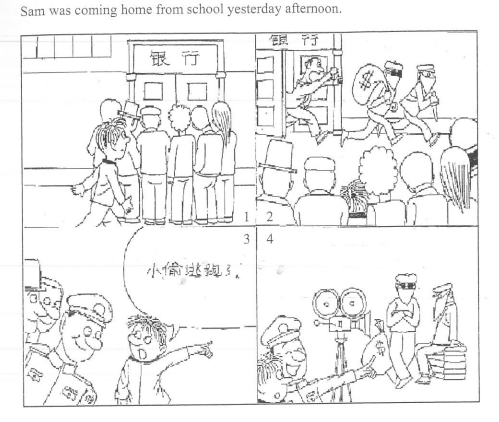 Sam was coming home from school yesterday afternoon.
银行
银行
1
2
3
4
小偷逃跑了。
$
$